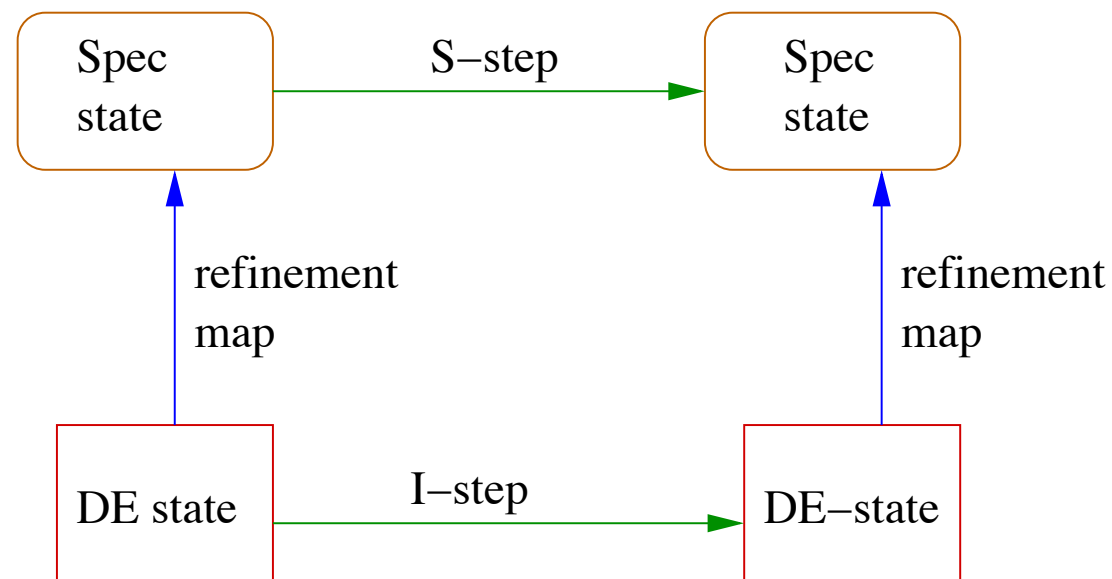 Spec
state
S−step
Spec
state
refinement
map
refinement
map
DE state
I−step
DE−state